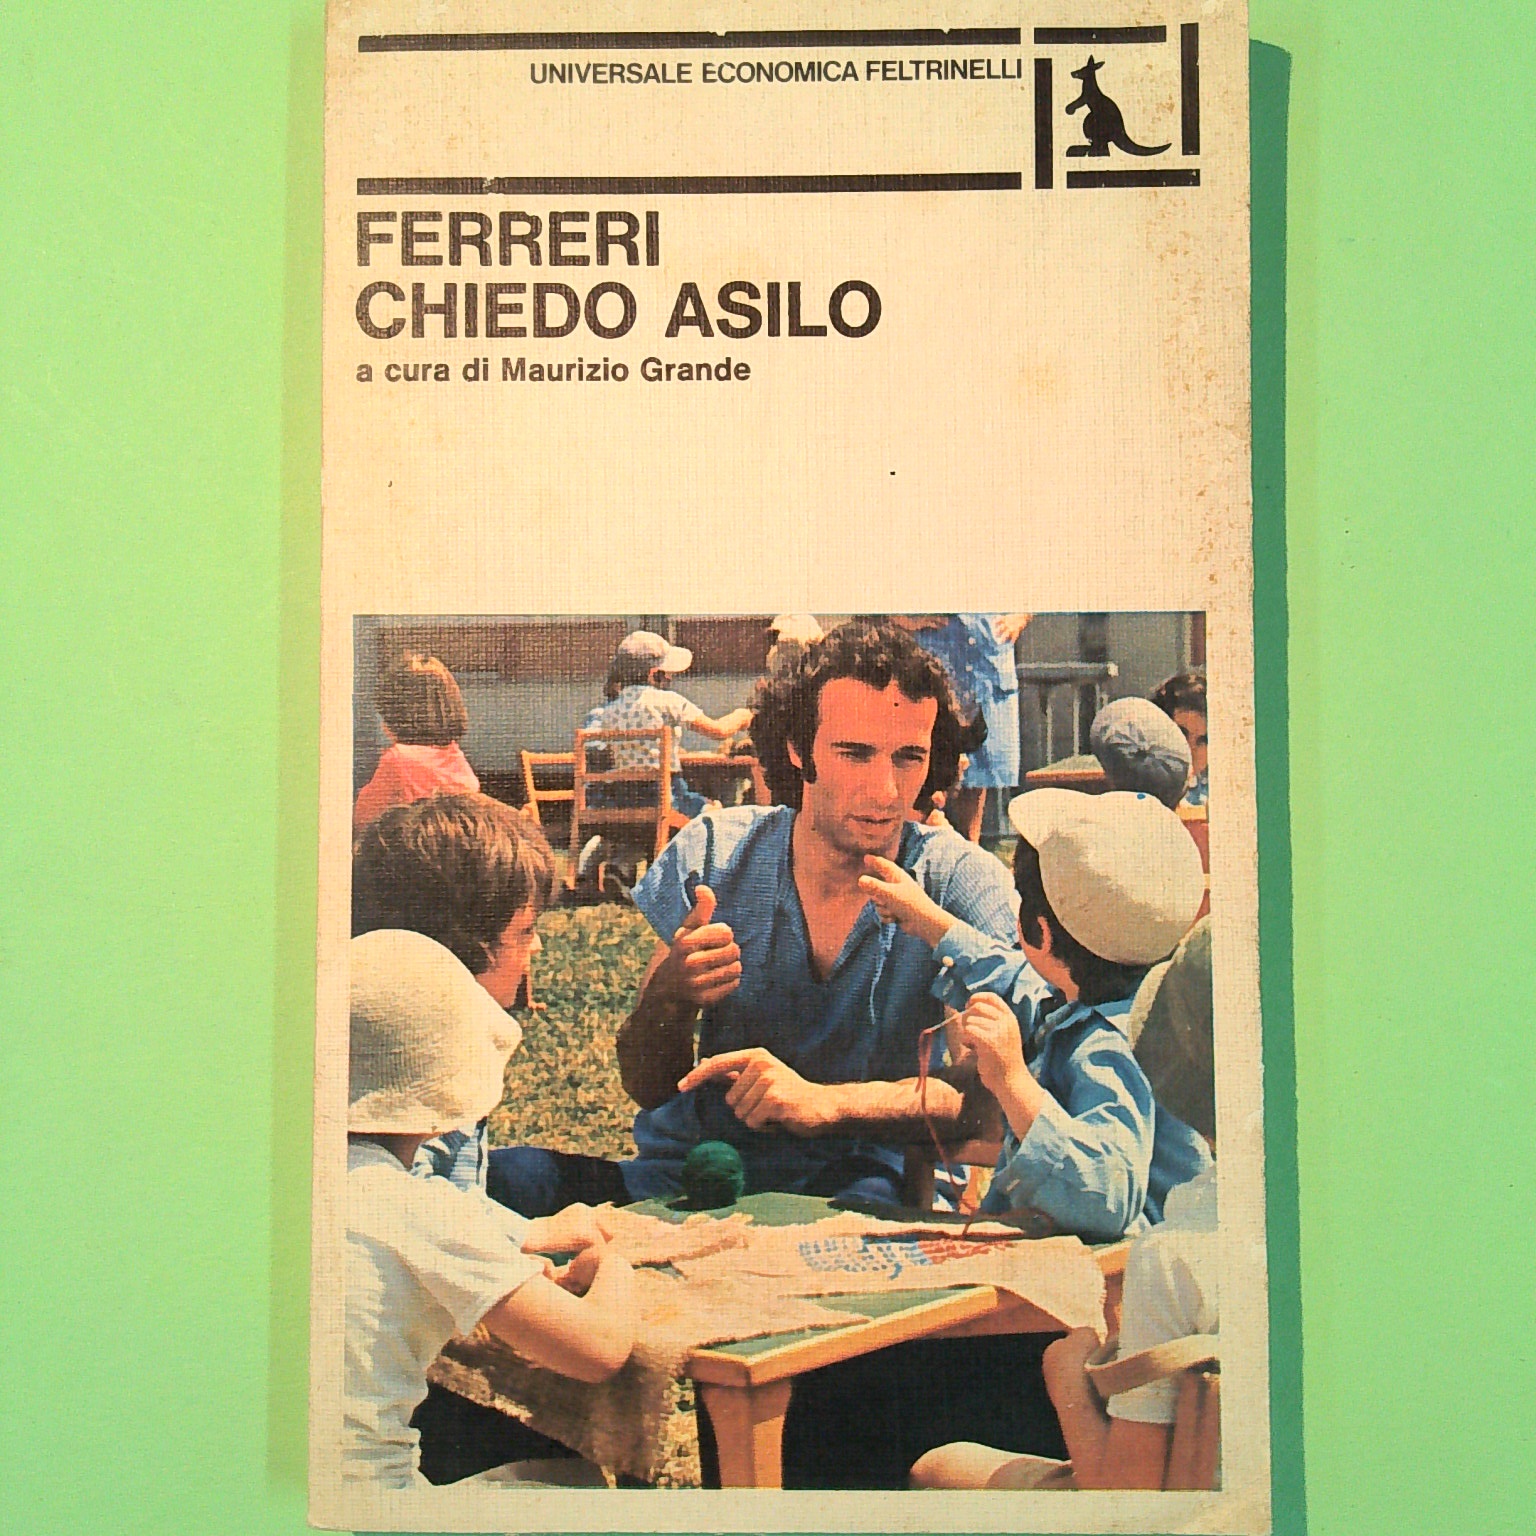 UNIVERSALE ECONOMICA FELTRINELLI
FERRERI
CHIEDO ASILO
a cura di Maurizio Grande